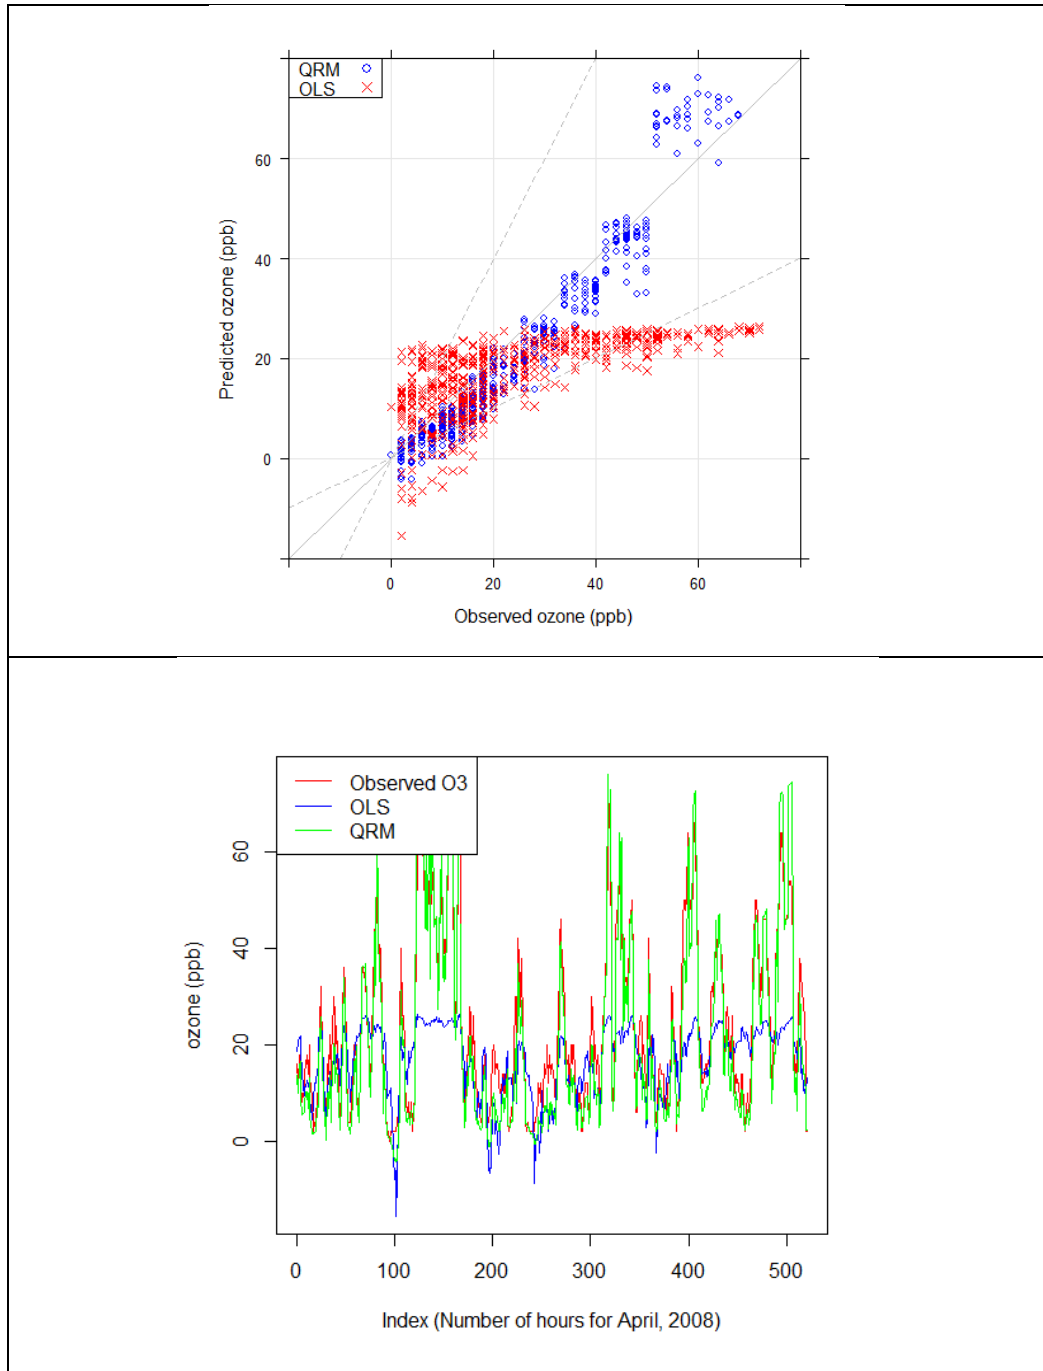 QRM
OLS
60
40
20
0
Predicted ozone (ppb)
0 20 40 60
Observed ozone (ppb)
Observed O3
OLS
QRM
60
40
20
0
ozone (ppb)
0 100 200 300 400 500
Index (Number of hours for April, 2008)